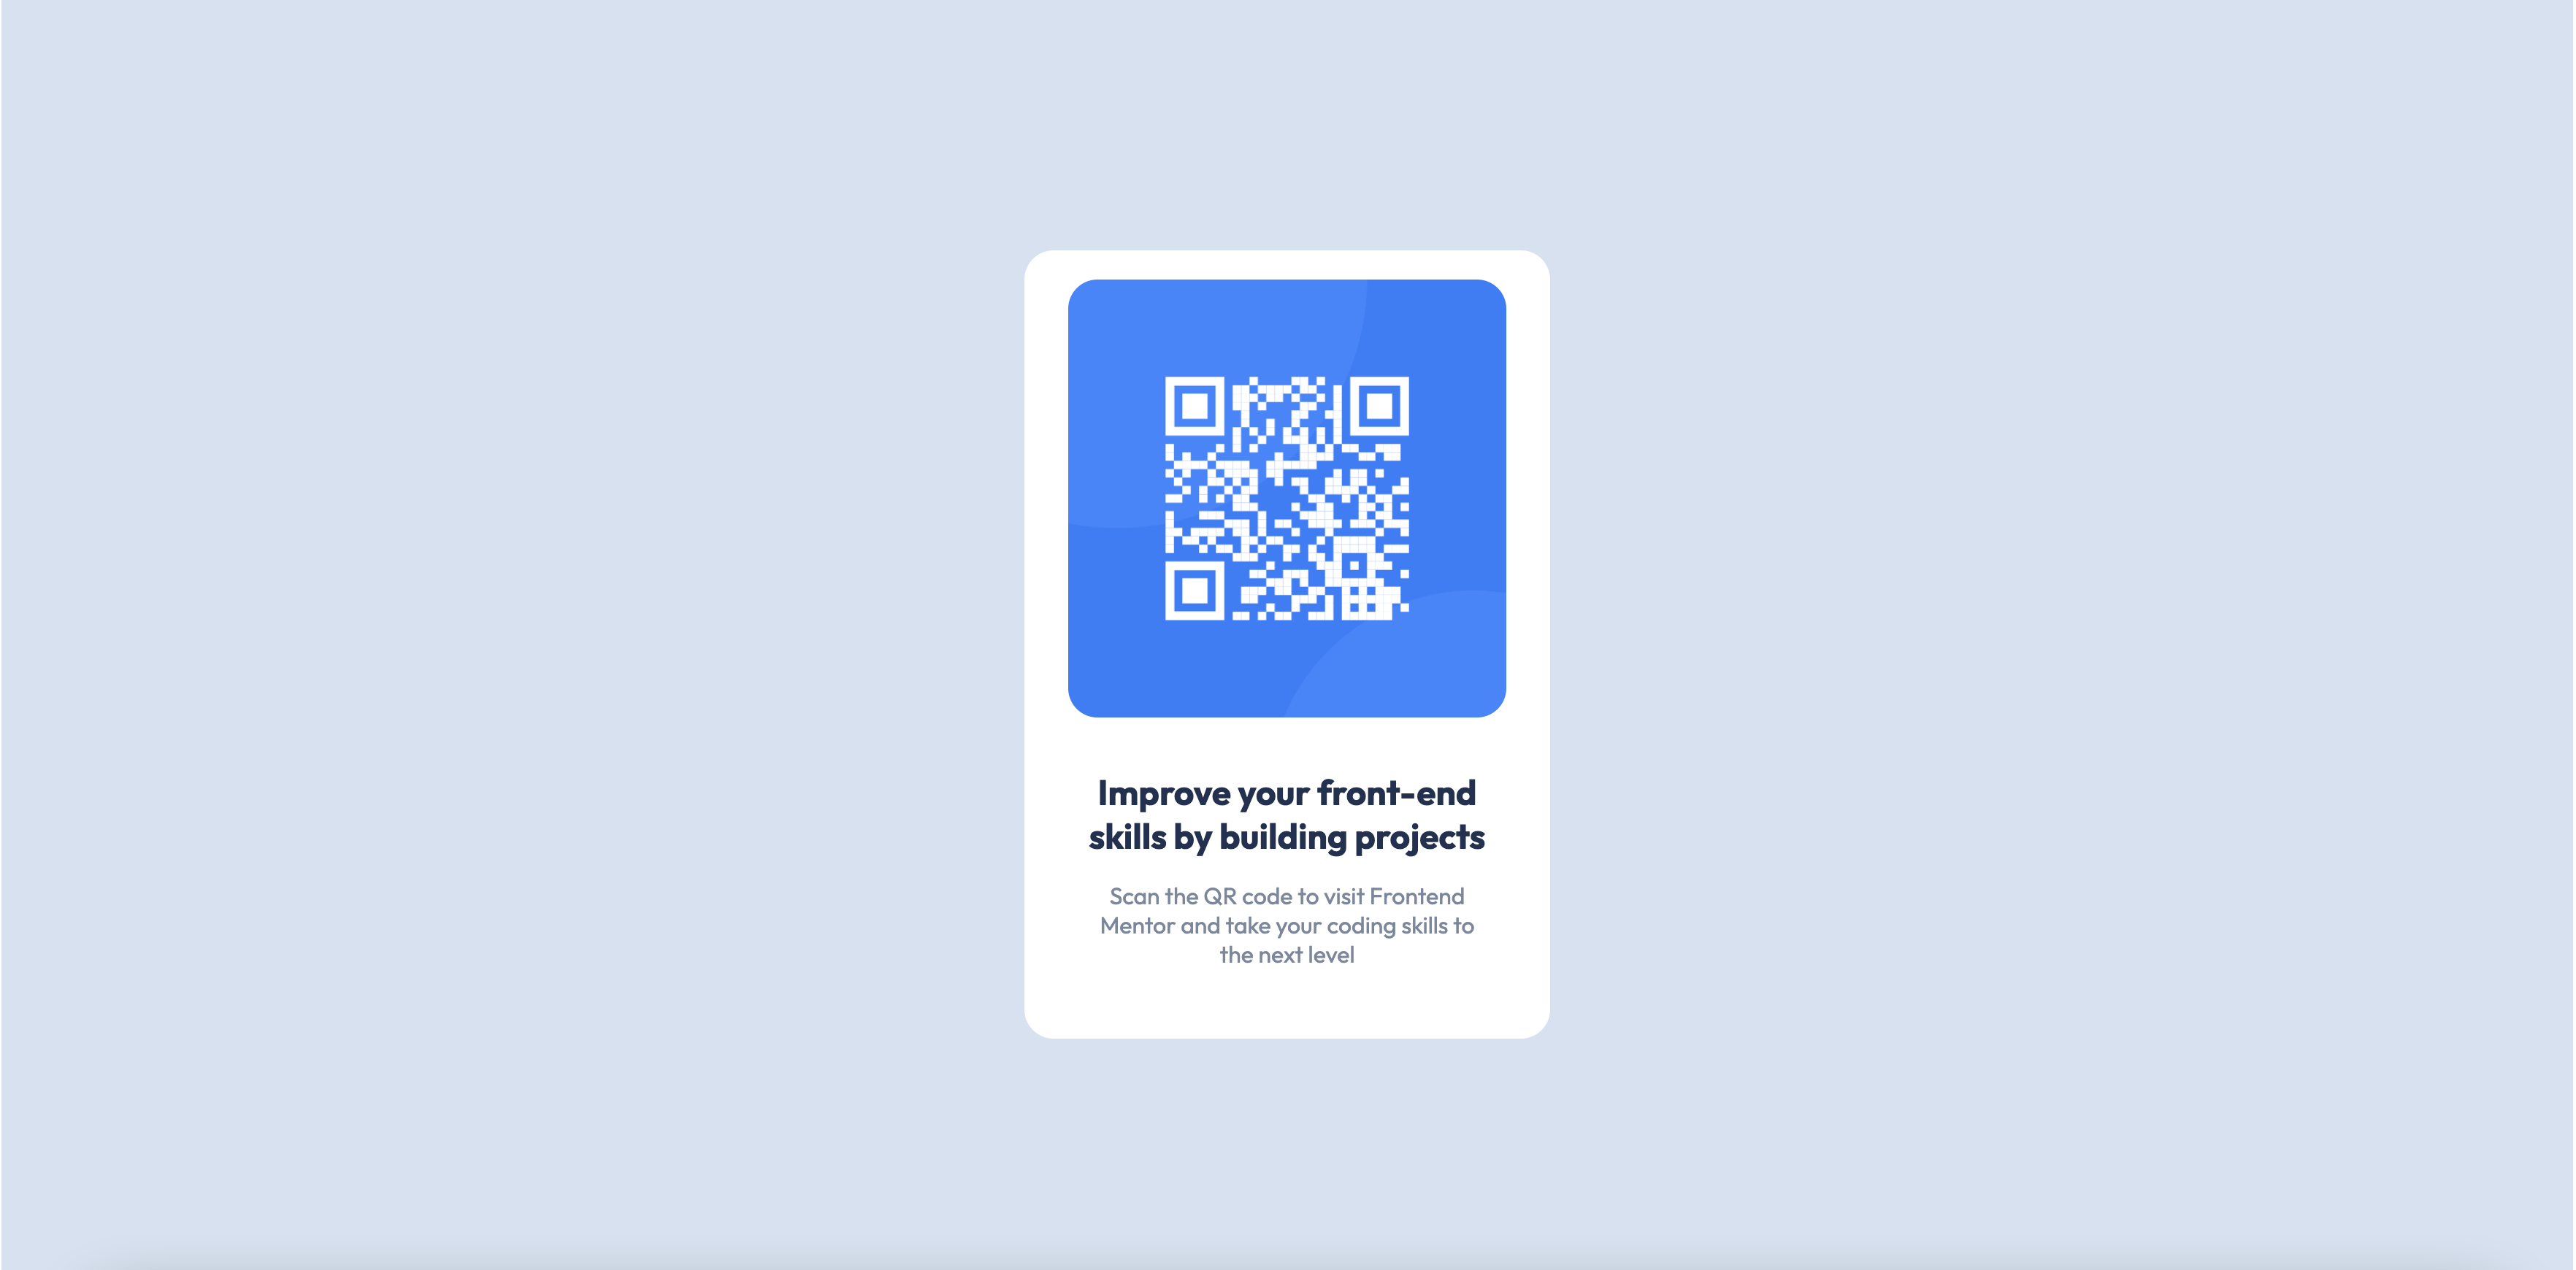 Improve your front-end
skills by building projects
Scan the QR code to visit Frontend
Mentor and take your coding skills to
the next level